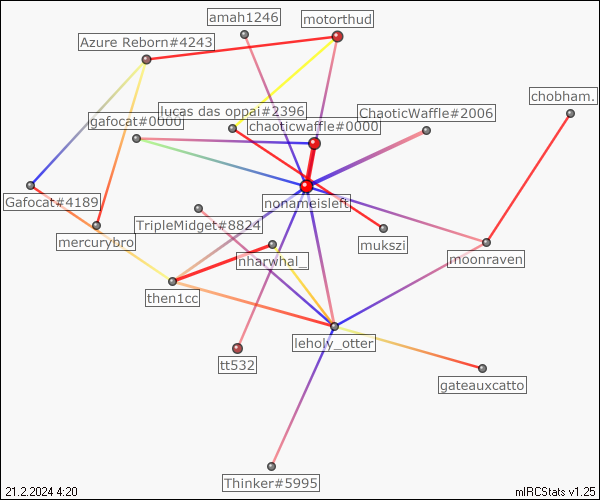 amah1246
motorthud
Azure Reborn#4243
chobham.
lucas das oppai#2396
ChaoticWaffle#2006
gafocat#0000
chaoticwaffle#0000
Gafocat#4189
nonameisleft
TripleMidget#8824
mercurybro
mukszi
nharwhal_
moonraven
then1cc
leholy_otter
tt532
gateauxcatto
Thinker#5995
21.2.2024 4:20
mIRCStats v1.25